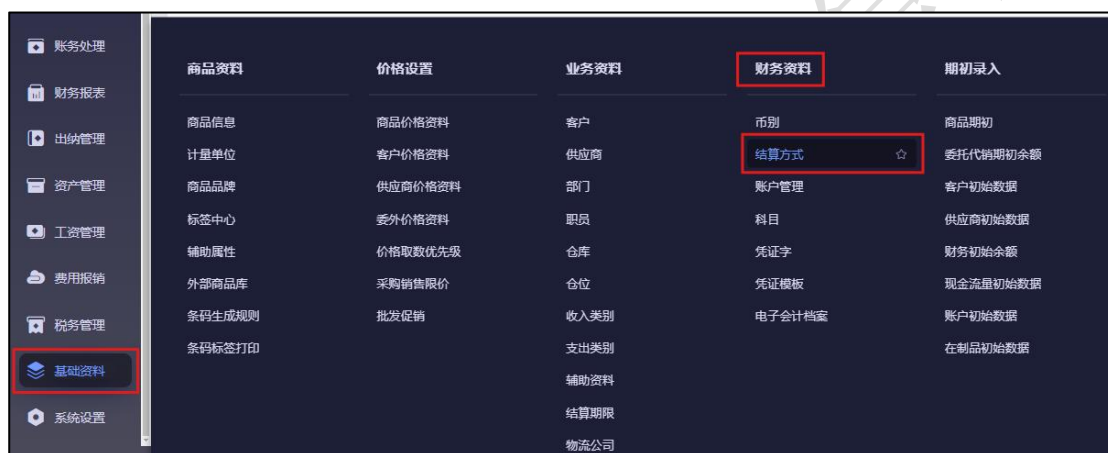 账务处理
财务报表
出纳管理
资产管理
工资管理
费用报销
税务管理
基础资料
系统设置
商品资料
商品信息
计量单位
商品品牌
标签中心
辅助属性
外部商品库
条码生成规则
条码标签打印
价格设置
商品价格资料
客户价格资料
供应商价格资料
委外价格资料
价格取数优先级
采购销售限价
批发促销
业务资料
客户
供应商
部门
职员
仓库
仓位
收入类别
支出类别
辅助资料
结算期限
物流公司
财务资料
币别
结算方式
账户管理
科目
凭证字
凭证模板
电子会计档案
期初录入
商品期初
委托代销期初余额
客户初始数据
供应商初始数据
财务初始余额
现金流量初始数据
账户初始数据
在制品初始数据